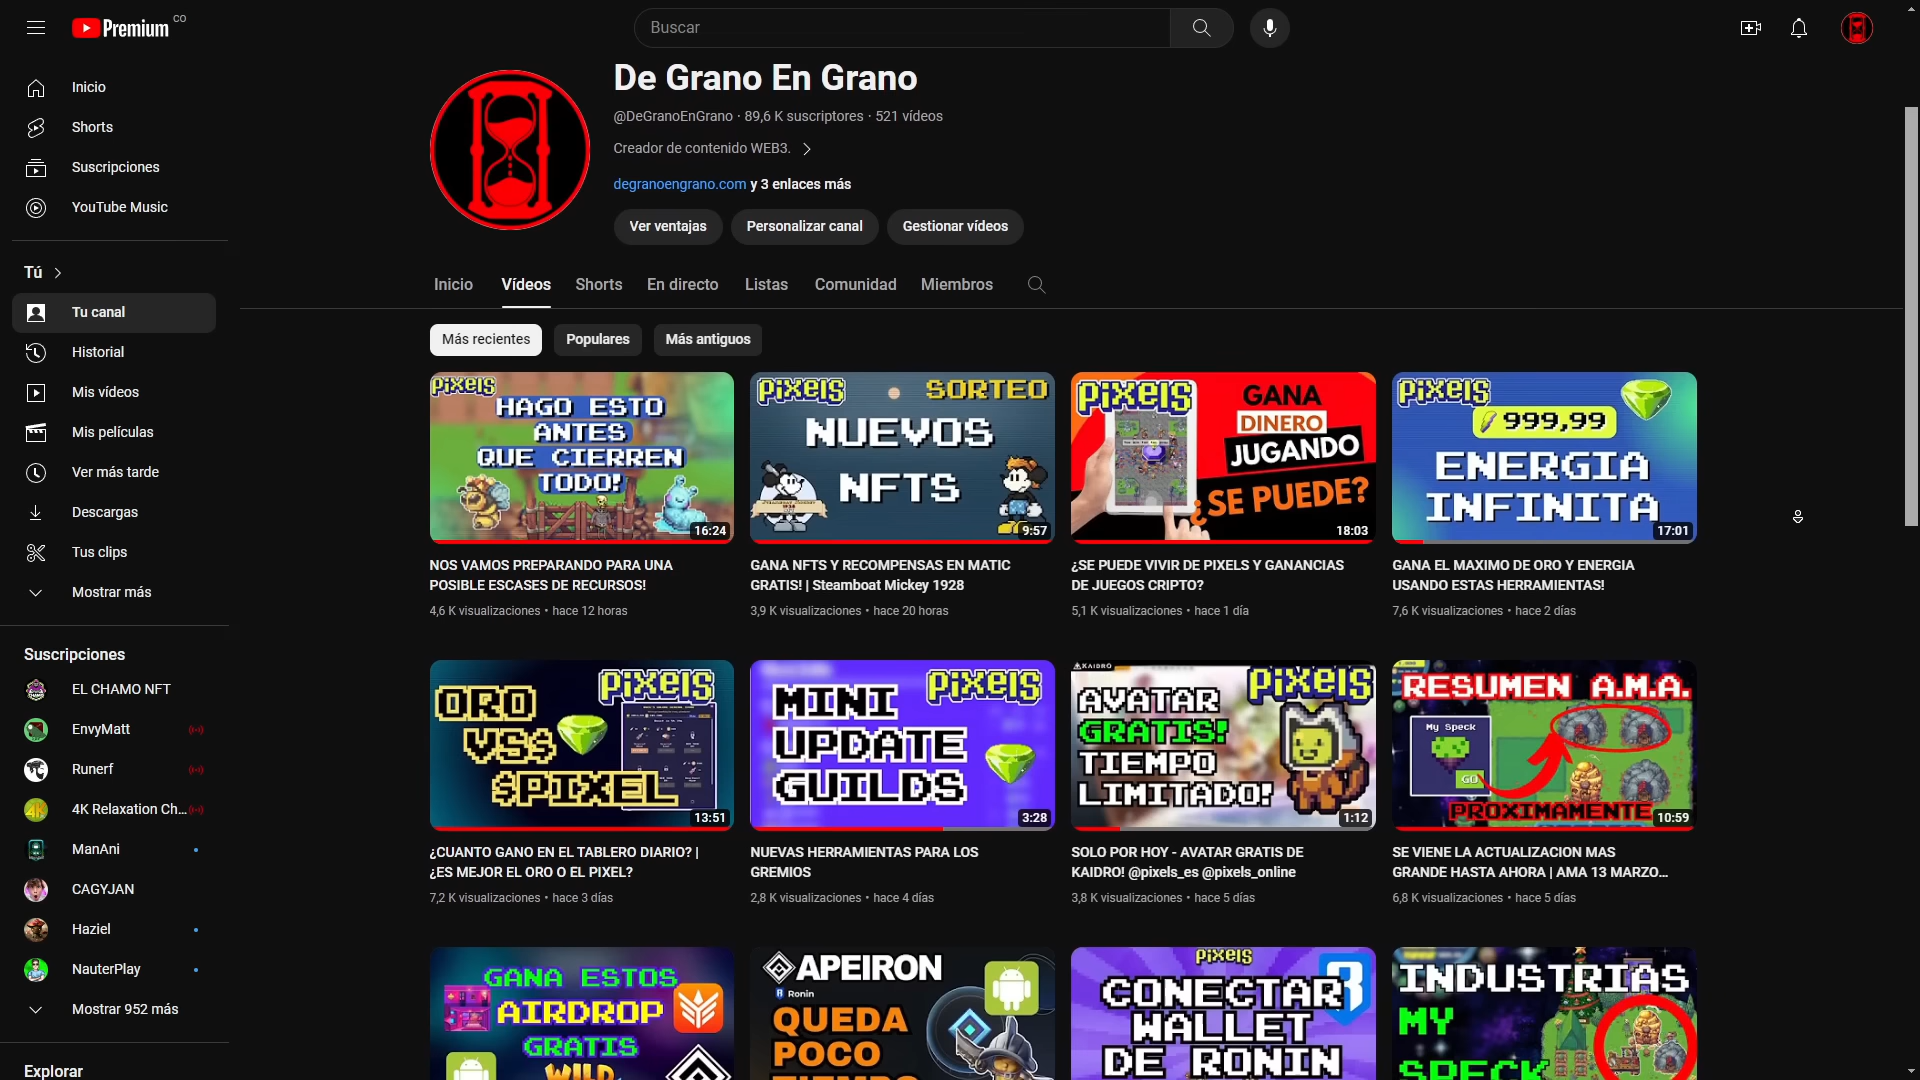 Premium CO
Buscar
Inicio
Shorts
Suscripciones
YouTube Music
Tú
Tu canal
Historial
Mis vídeos
Mis películas
Ver más tarde
Descargas
Tus clips
Mostrar más
Suscripciones
EL CHAMO NFT
EnvyMatt
Runerf
4K Relaxation Ch...
ManAni
CAGYJAN
Haziel
NauterPlay
Mostrar 952 más
Explorar
De Grano En Grano
@DeGranoEnGrano · 89,6 K suscriptores · 521 vídeos
Creador de contenido WEB3.
degranoengrano.com y 3 enlaces más
Ver ventajas
Personalizar canal
Gestionar vídeos
Inicio
Vídeos
Shorts
En directo
Listas
Comunidad
Miembros
Más recientes
Populares
Más antiguos
PIXELS
HAGO ESTO
ANTES
QUE CIERREN
TODO!
16:24
NOS VAMOS PREPARANDO PARA UNA
POSIBLE ESCASES DE RECURSOS!
4,6 K visualizaciones • hace 12 horas
PIXELS
SORTEO
NUEVOS
NFTS
9:57
GANA NFTS Y RECOMPENSAS EN MATIC
GRATIS! | Steamboat Mickey 1928
3,9 K visualizaciones • hace 20 horas
PIXELS
GANA
DINERO
JUGANDO
¿SE PUEDE?
18:03
¿SE PUEDE VIVIR DE PIXELS Y GANANCIAS
DE JUEGOS CRIPTO?
5,1 K visualizaciones • hace 1 día
PIXELS
999,99
ENERGIA
INFINITA
17:01
GANA EL MAXIMO DE ORO Y ENERGIA
USANDO ESTAS HERRAMIENTAS!
7,6 K visualizaciones • hace 2 días
PIXELS
ORO
VS$
$PIXEL
13:51
¿CUANTO GANO EN EL TABLERO DIARIO? |
¿ES MEJOR EL ORO O EL PIXEL?
7,2 K visualizaciones • hace 3 días
PIXELS
MINI
UPDATE
GUILDS
3:28
NUEVAS HERRAMIENTAS PARA LOS
GREMIOS
2,8 K visualizaciones • hace 4 días
KAIDRO
PIXELS
AVATAR
GRATIS!
TIEMPO
LIMITADO!
1:12
SOLO POR HOY - AVATAR GRATIS DE
KAIDRO! @pixels_es @pixels_online
3,8 K visualizaciones • hace 5 días
RESUMEN A.M.A.
My Speck
GO
PROXIMAMENTE
10:59
SE VIENE LA ACTUALIZACION MAS
GRANDE HASTA AHORA | AMA 13 MARZO...
6,8 K visualizaciones • hace 5 días
GANA ESTOS
AIRDROP
GRATIS
WILD
APEIRON
Ronin
QUEDA
POCO
TIEMPO
PIXELS
CONECTAR
WALLET
DE RONIN
INDUSTRIAS
MY
SPECK